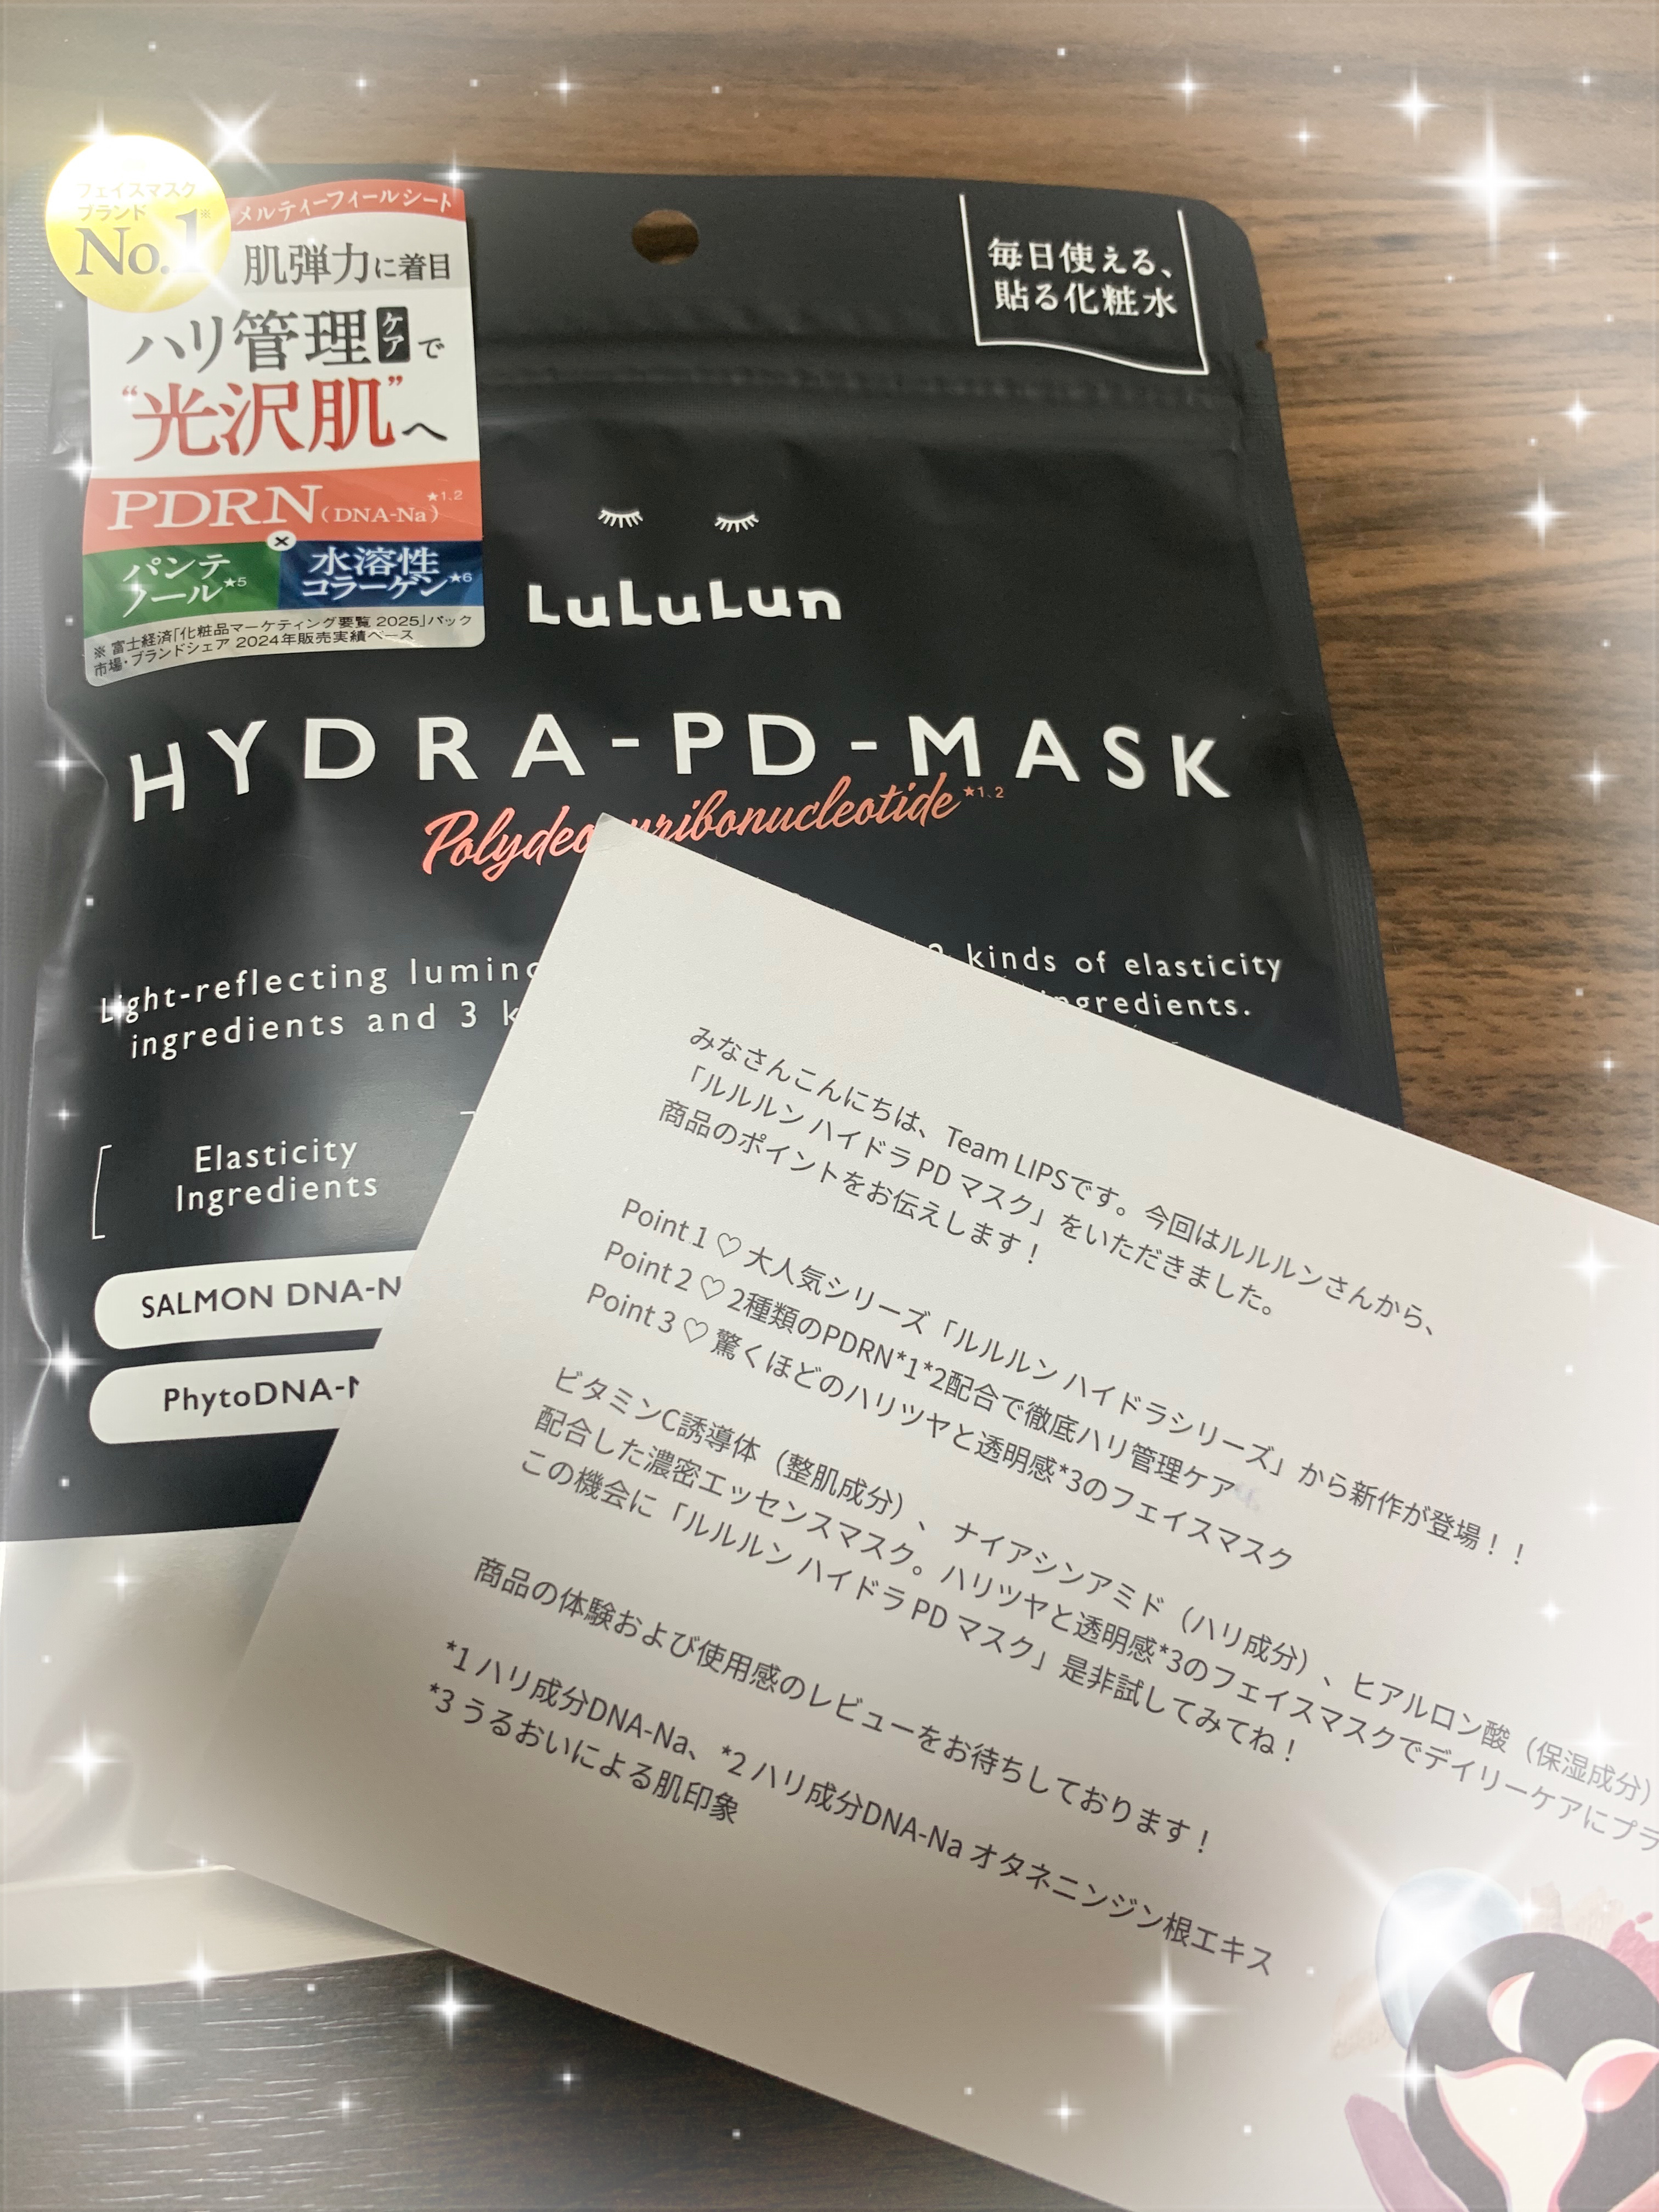 フェイスマスク
ブランド
No.1※
メルティーフィールシート
肌弾力に着目
ハリ管理ケアで
“光沢肌”へ
PDRN(DNA-Na)★1.2
×
パンテノール★5
水溶性コラーゲン★6
※ 富士経済「化粧品マーケティング要覧 2025」パック
市場・ブランドシェア 2024年販売実績ベース
毎日使える、
貼る化粧水
LuLuLun
HYDRA-PD-MASK
★1、2
Light-reflecting
kinds of elasticity
ingredients and 3
Elasticity
Ingredients
SALMON
みなさんこんにちは、Team LIPSです。今回はルルルンさんから、
「ルルルン ハイドラ PD マスク」をいただきました。
商品のポイントをお伝えします！
Point 1 ♡ 大人気シリーズ「ルルルン ハイドラシリーズ」から新作が登場！！
Point 2 ♡ 2種類のPDRN*1*2配合で徹底ハリ管理ケア
Point 3 ♡ 驚くほどのハリツヤと透明感*3のフェイスマスク
ビタミンC誘導体（整肌成分）、ナイアシンアミド（ハリ成分）、ヒアルロン酸（保湿成分）
配合した濃密エッセンスマスク。ハリツヤと透明感*3のフェイスマスクでデイリーケアにプラ
この機会に「ルルルン ハイドラ PD マスク」是非試してみてね！
商品の体験および使用感のレビューをお待ちしております！
*1 ハリ成分DNA-Na、*2 ハリ成分DNA-Na オタネニンジン根エキス
*3 うるおいによる肌印象